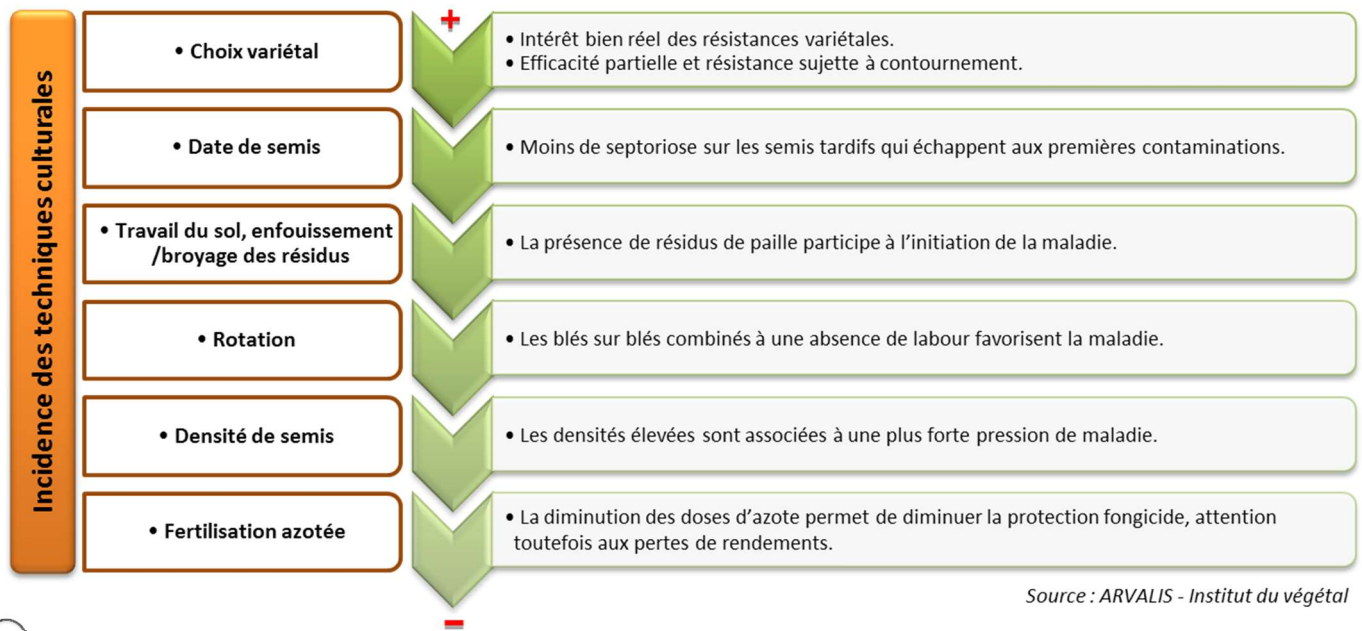 Incidence des techniques culturales
+
• Choix variétal
• Intérêt bien réel des résistances variétales.
• Efficacité partielle et résistance sujette à contournement.
• Date de semis
• Moins de septoriose sur les semis tardifs qui échappent aux premières contaminations.
• Travail du sol, enfouissement
/broyage des résidus
• La présence de résidus de paille participe à l’initiation de la maladie.
• Rotation
• Les blés sur blés combinés à une absence de labour favorisent la maladie.
• Densité de semis
• Les densités élevées sont associées à une plus forte pression de maladie.
• Fertilisation azotée
• La diminution des doses d’azote permet de diminuer la protection fongicide, attention
toutefois aux pertes de rendements.
Source : ARVALIS - Institut du végétal
–